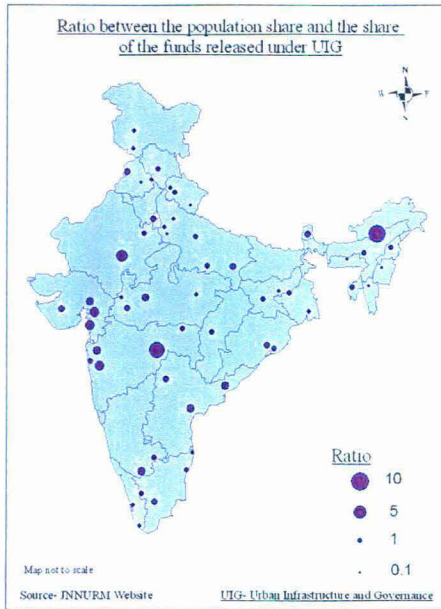 Ratio between the population share and the share
of the funds released under UIG
N
W E
S
Ratio
10
5
1
0.1
Map not to scale
Source- JNNURM Website
UIG- Urban Infrastructure and Governance